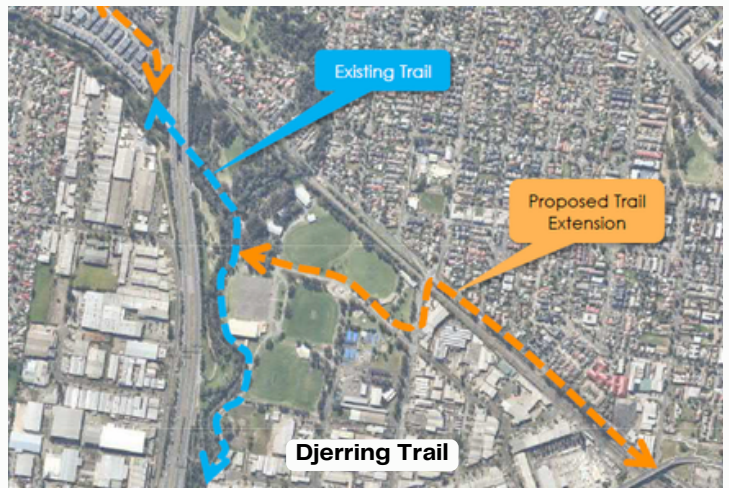 Existing Trail
Proposed Trail
Extension
Djerring Trail